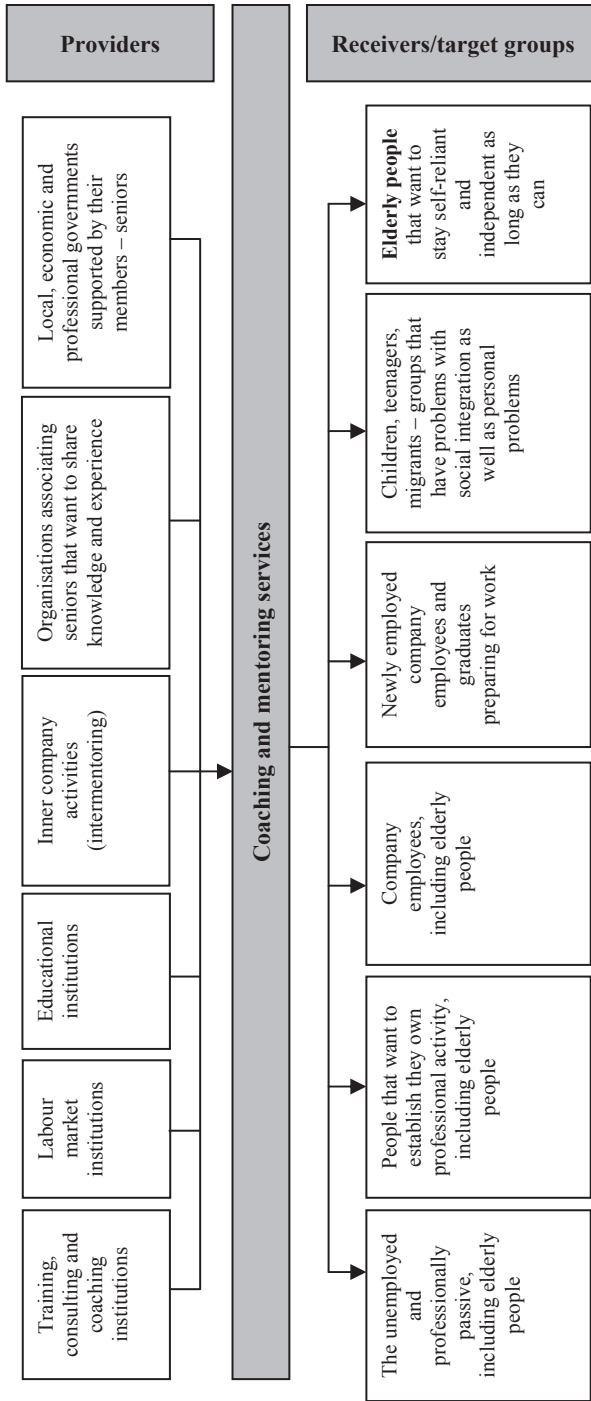 Providers
Training,
consulting and
coaching
institutions
Labour
market
institutions
Educational
institutions
Inner company
activities
(intermentoring)
Organisations associating
seniors that want to share
knowledge and experience
Local, economic and
professional governments
supported by their
members – seniors
Coaching and mentoring services
Receivers/target groups
The unemployed
and
professionally
passive,
including elderly
people
People that want to
establish they own
professional activity,
including elderly
people
Company
employees,
including elderly
people
Newly employed
company
employees and
graduates
preparing for work
Children, teenagers,
migrants – groups that
have problems with
social integration as
well as personal
problems
Elderly people
that want to
stay self-reliant
and
independent as
long as they
can